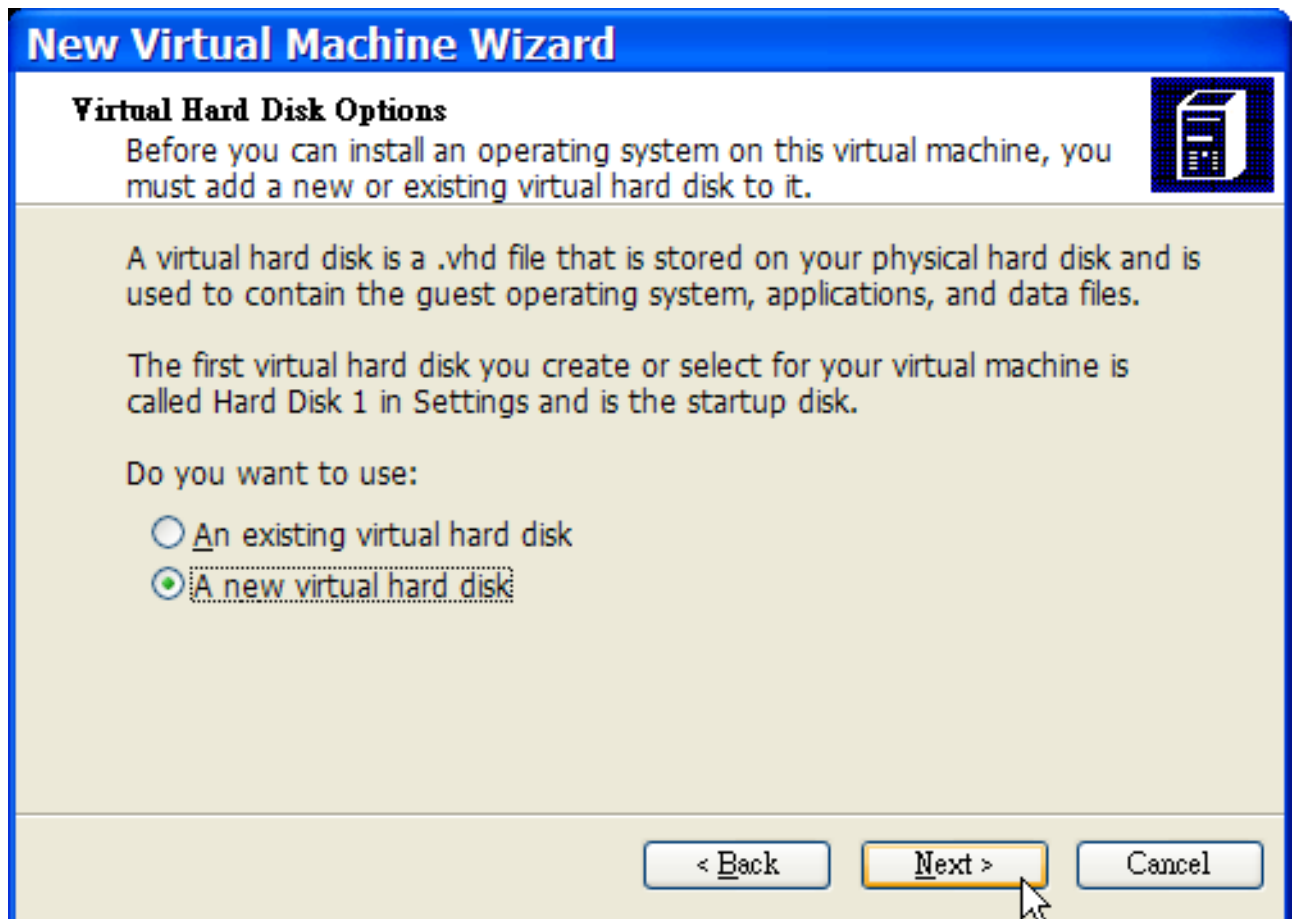 New Virtual Machine Wizard
Virtual Hard Disk Options
Before you can install an operating system on this virtual machine, you
must add a new or existing virtual hard disk to it.
A virtual hard disk is a .vhd file that is stored on your physical hard disk and is
used to contain the guest operating system, applications, and data files.
The first virtual hard disk you create or select for your virtual machine is
called Hard Disk 1 in Settings and is the startup disk.
Do you want to use:
An existing virtual hard disk
A new virtual hard disk
< Back Next > Cancel